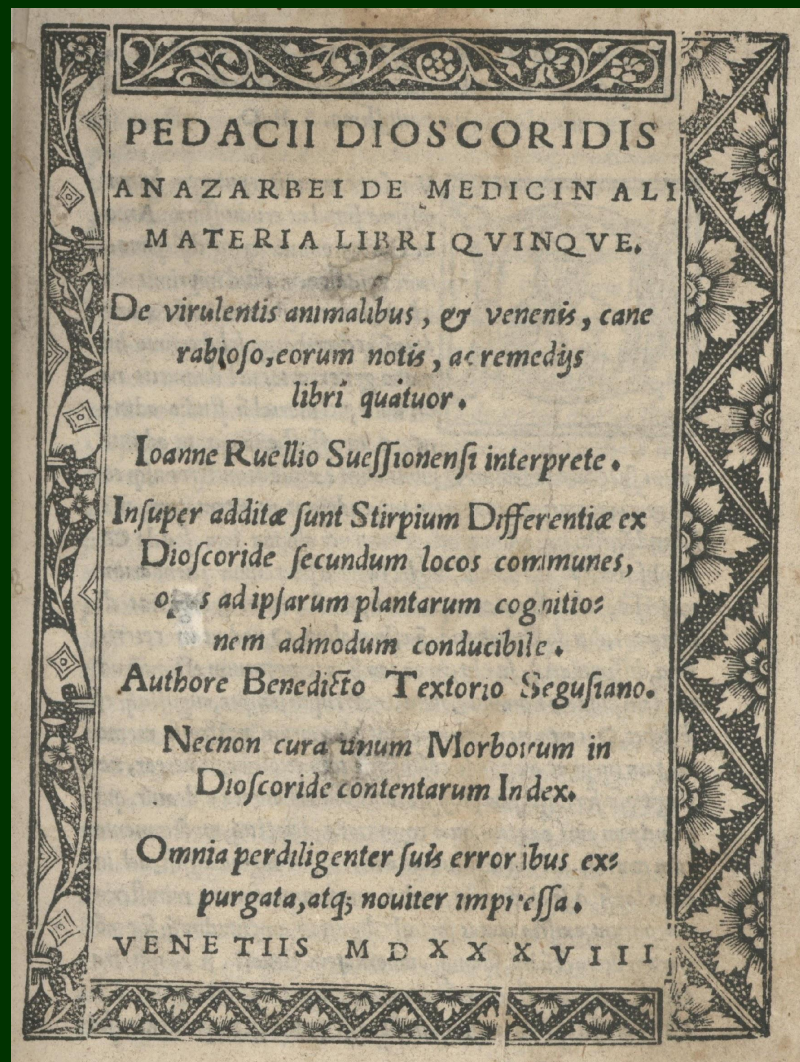 PEDACII DIOSCORIDIS
ANAZARBEI DE MEDICINALI
MATERIA LIBRI QVINQVE.
De virulentis animalibus, & venenis, cane
rabioso, eorum notis, ac remedijs
libri quatuor.
Ioanne Ruellio Suessionensi interprete.
Insuper additæ sunt Stirpium Differentiæ ex
Dioscoride secundum locos communes,
opus ad ipsarum plantarum cognitio=
nem admodum conducibile.
Authore Benedicto Textorio Segusiano.
Necnon curationum Morborum in
Dioscoride contentarum Index.
Omnia perdiligenter suis erroribus ex=
purgata, atq; nouiter impressa.
VENETIIS MDXXXVIII